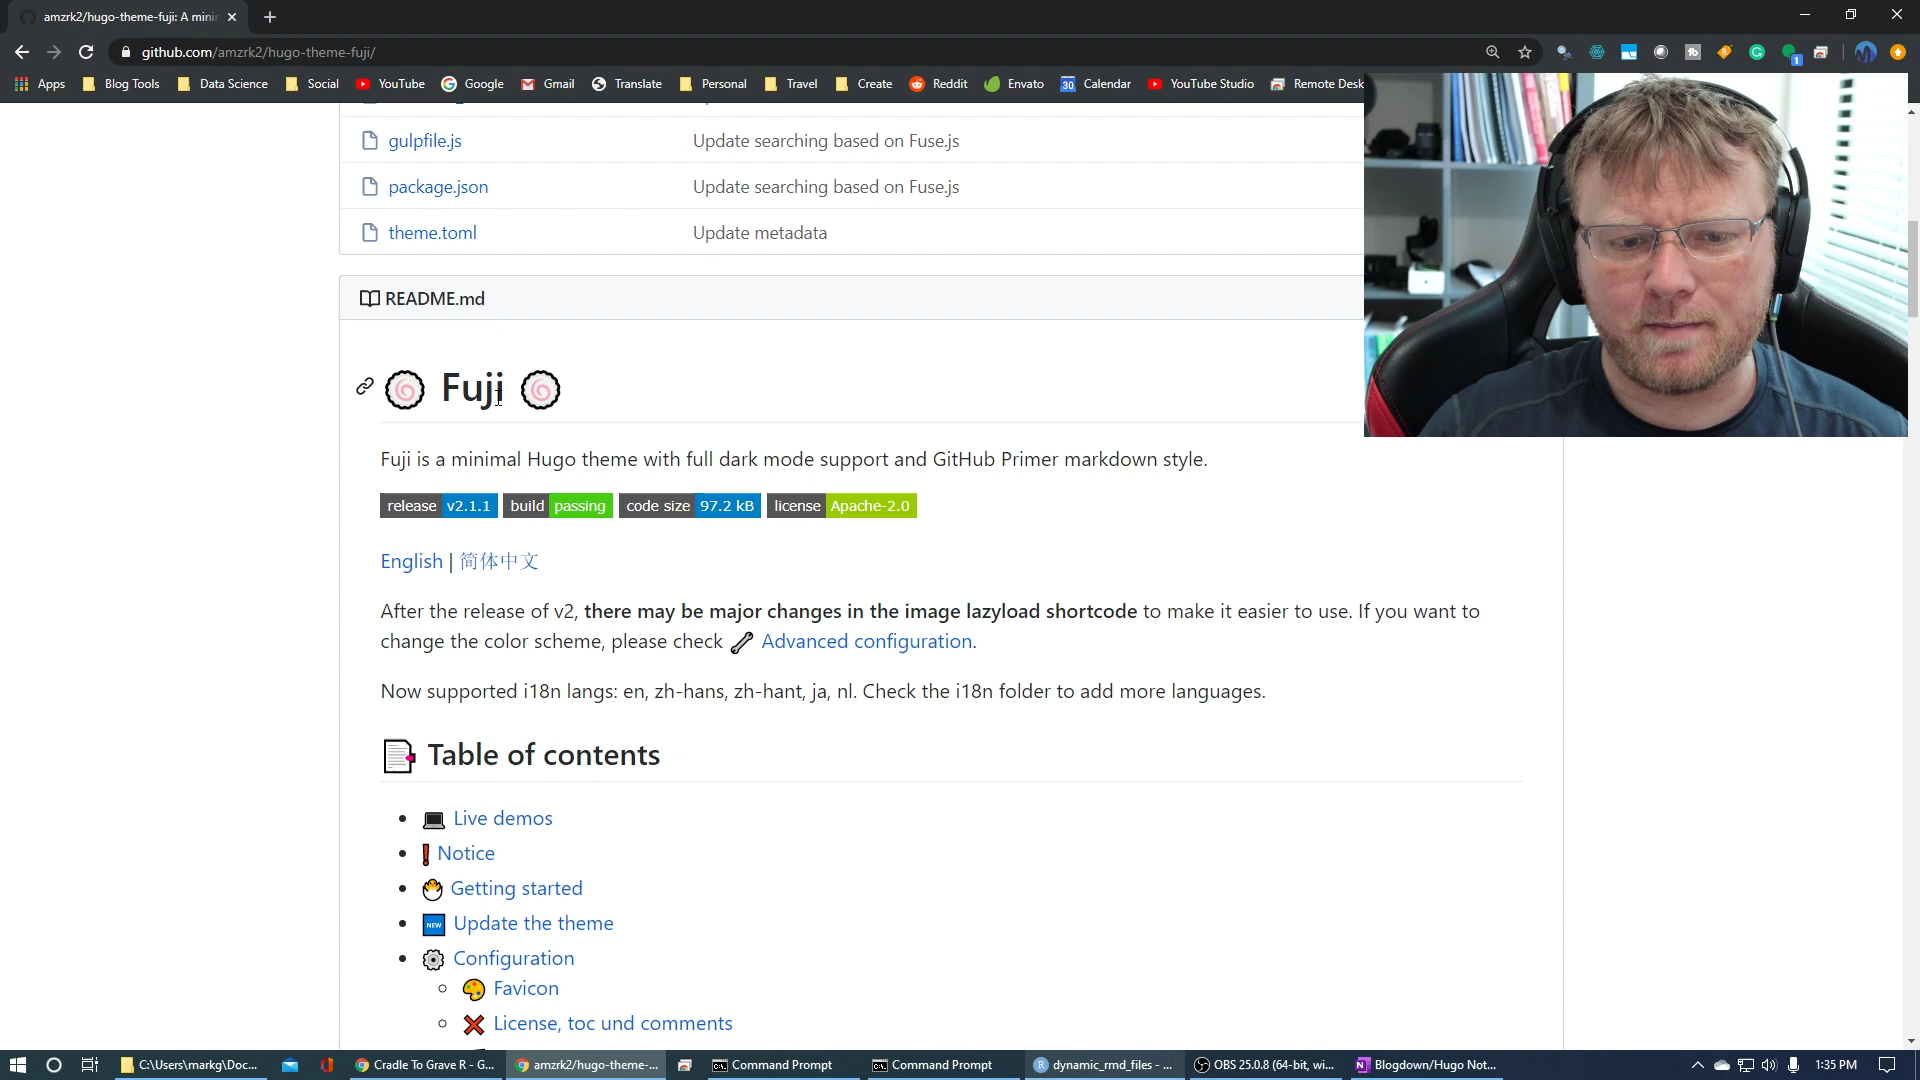 amzrk2/hugo-theme-fuji: A mini
github.com/amzrk2/hugo-theme-fuji/
Apps Blog Tools Data Science Social YouTube Google Gmail Translate Personal Travel Create Reddit Envato 30 Calendar YouTube Studio Remote Desk
gulpfile.js Update searching based on Fuse.js
package.json Update searching based on Fuse.js
theme.toml Update metadata
README.md
Fuji
Fuji is a minimal Hugo theme with full dark mode support and GitHub Primer markdown style.
release v2.1.1 build passing code size 97.2 kB license Apache-2.0
English | 简体中文
After the release of v2, there may be major changes in the image lazyload shortcode to make it easier to use. If you want to
change the color scheme, please check Advanced configuration.
Now supported i18n langs: en, zh-hans, zh-hant, ja, nl. Check the i18n folder to add more languages.
Table of contents
Live demos
Notice
Getting started
NEW Update the theme
Configuration
Favicon
License, toc und comments
C:\Users\markg\Doc... Cradle To Grave R - G... amzrk2/hugo-theme-... Command Prompt Command Prompt dynamic_rmd_files - ... OBS 25.0.8 (64-bit, wi... Blogdown/Hugo Not... 1:35 PM